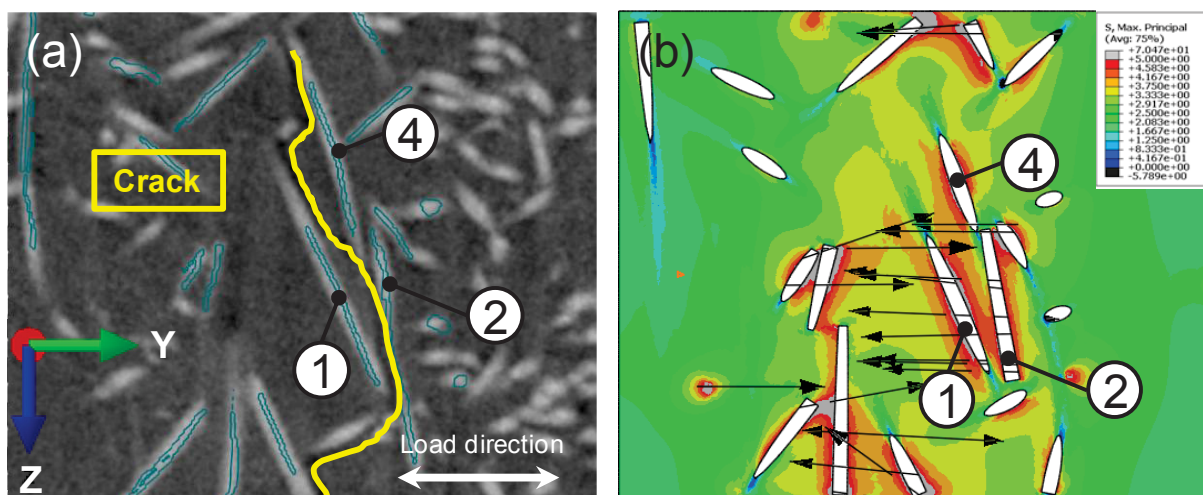 (a)
4
Crack
1
2
Y
Z
Load direction
(b)
S, Max. Principal
(Avg: 75%)
+7.047e+01
+5.000e+00
+4.583e+00
+4.167e+00
+3.750e+00
+3.333e+00
+2.917e+00
+2.500e+00
+2.083e+00
+1.667e+00
+1.250e+00
+8.333e-01
+4.167e-01
+0.000e+00
-5.789e+01
4
1
2